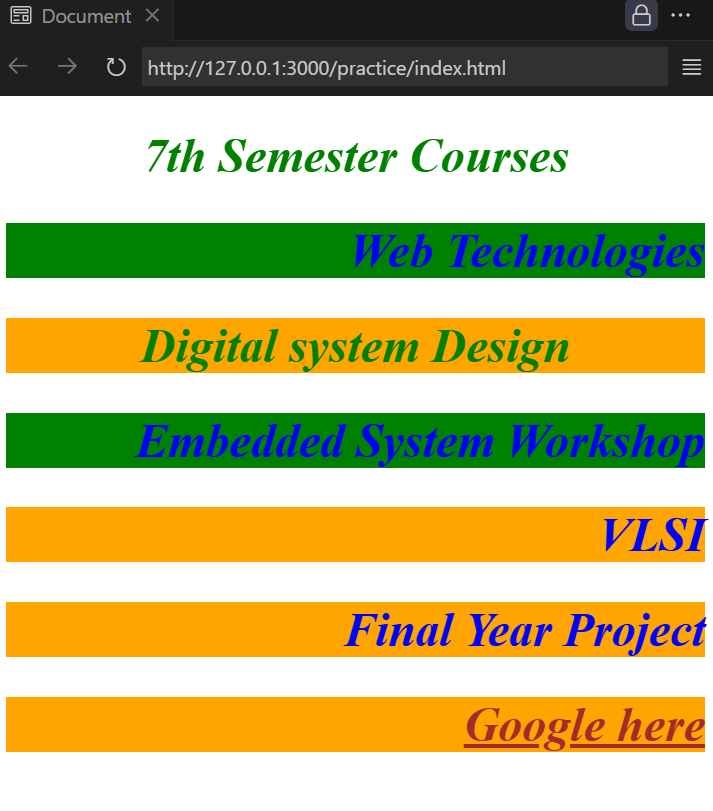 Document
http://127.0.0.1:3000/practice/index.html
7th Semester Courses
Web Technologies
Digital system Design
Embedded System Workshop
VLSI
Final Year Project
Google here